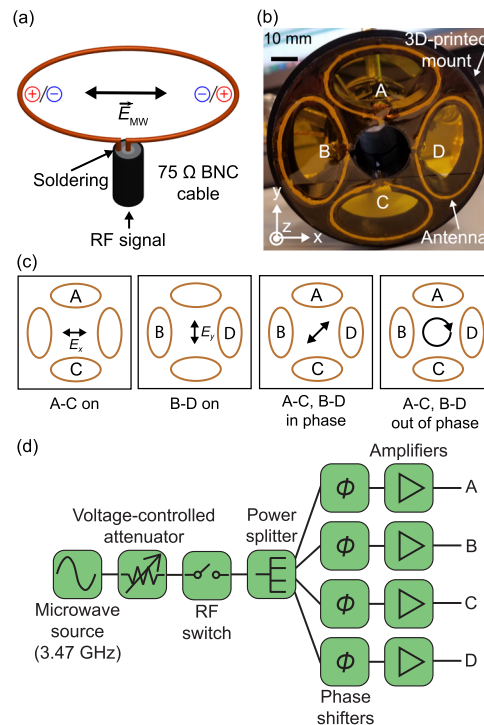 (a)
+/−
−/+
E⃗MW
Soldering
75 Ω BNC
cable
RF signal
(b)
10 mm
3D-printed
mount
A
B
D
C
y
z
x
Antenna
(c)
A
Ex
C
A-C on
B
Ey
D
B-D on
A
B
D
C
A-C, B-D
in phase
A
B
D
C
A-C, B-D
out of phase
(d)
Amplifiers
ϕ
A
Voltage-controlled
attenuator
Power
splitter
ϕ
B
Microwave
source
(3.47 GHz)
RF
switch
ϕ
C
ϕ
D
Phase
shifters